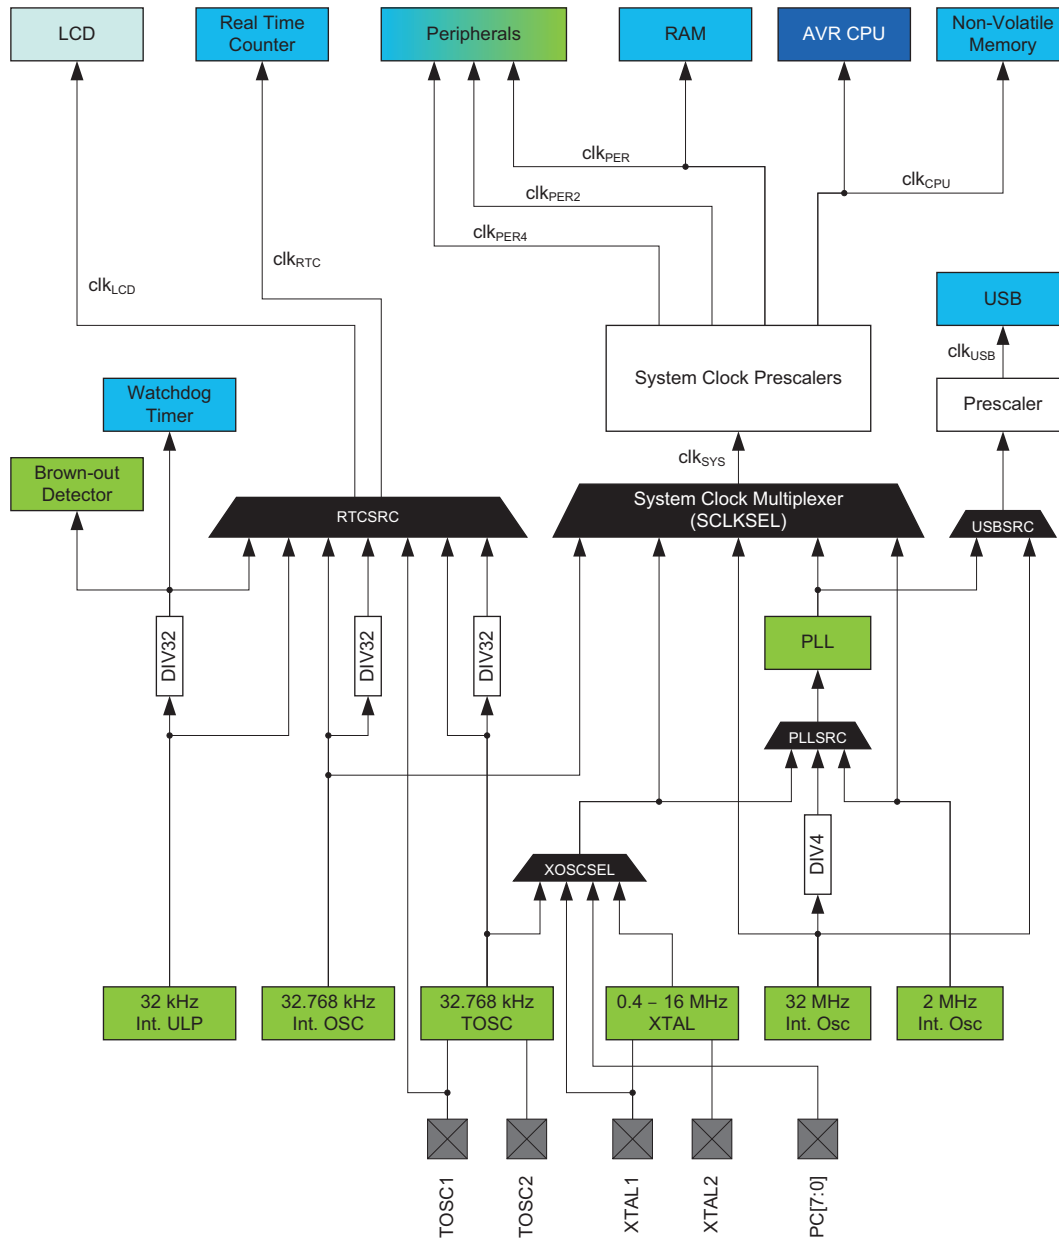 LCD
Real Time
Counter
Peripherals
RAM
AVR CPU
Non-Volatile
Memory
clkPER
clkPER2
clkCPU
clkPER4
clkRTC
clkLCD
USB
clkUSB
System Clock Prescalers
Prescaler
Watchdog
Timer
clkSYS
Brown-out
Detector
System Clock Multiplexer
(SCLKSEL)
RTCSRC
USBSRC
DIV32
DIV32
DIV32
PLL
PLLSRC
DIV4
XOSCSEL
32 kHz
Int. ULP
32.768 kHz
Int. OSC
32.768 kHz
TOSC
0.4 – 16 MHz
XTAL
32 MHz
Int. Osc
2 MHz
Int. Osc
TOSC1
TOSC2
XTAL1
XTAL2
PC[7:0]